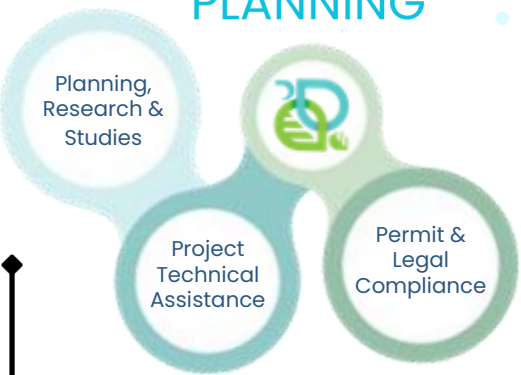 PLANNING
Planning,
Research &
Studies
Project
Technical
Assistance
Permit &
Legal
Compliance